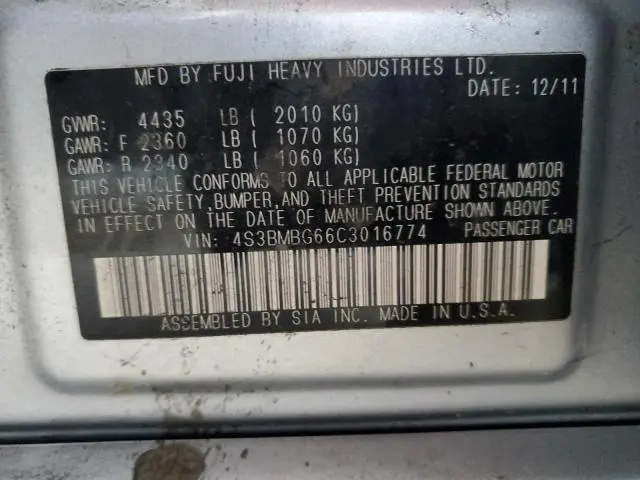 MFD BY FUJI HEAVY INDUSTRIES LTD.
DATE: 12/11
GVWR: 4435 LB ( 2010 KG)
GAWR: F 2360 LB ( 1070 KG)
GAWR: R 2340 LB ( 1060 KG)
THIS VEHICLE CONFORMS TO ALL APPLICABLE FEDERAL MOTOR
VEHICLE SAFETY, BUMPER, AND THEFT PREVENTION STANDARDS
IN EFFECT ON THE DATE OF MANUFACTURE SHOWN ABOVE.
VIN: 4S3BMBG66C3016774 PASSENGER CAR
ASSEMBLED BY SIA INC. MADE IN U.S.A.